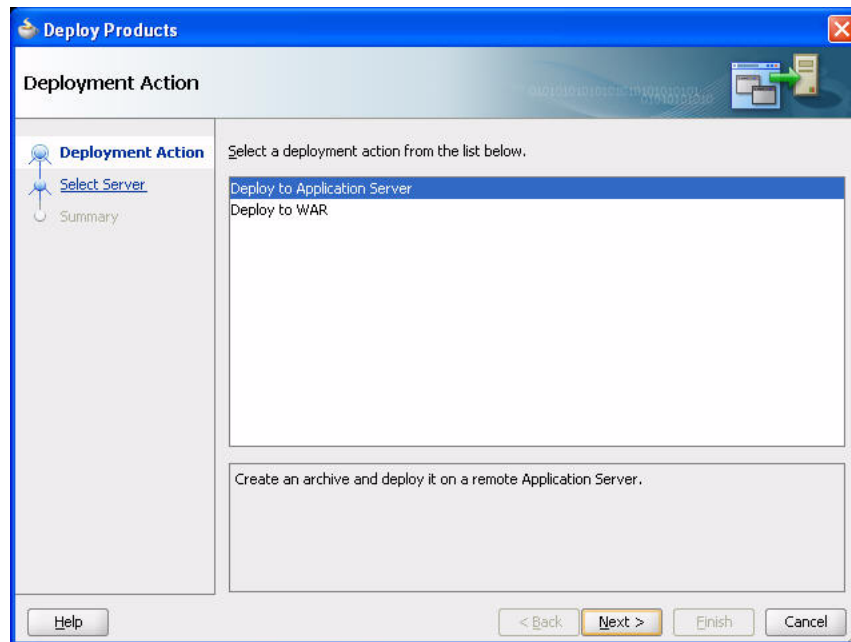 Deploy Products
Deployment Action
Deployment Action
Select Server
Summary
Select a deployment action from the list below.
Deploy to Application Server
Deploy to WAR
Create an archive and deploy it on a remote Application Server.
Help
< Back
Next >
Finish
Cancel